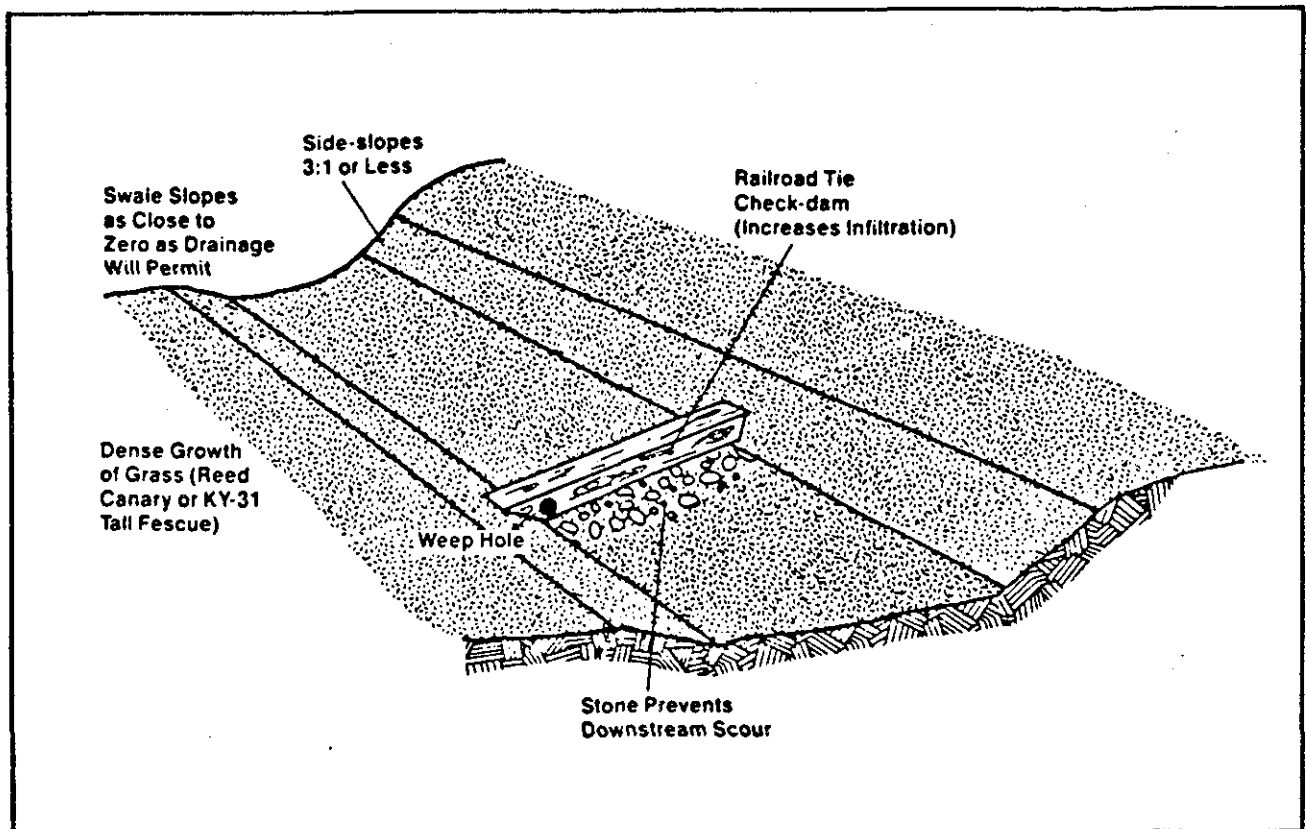 Side-slopes
3:1 or Less
Swale Slopes
as Close to
Zero as Drainage
Will Permit
Railroad Tie
Check-dam
(Increases Infiltration)
Dense Growth
of Grass (Reed
Canary or KY-31
Tall Fescue)
Weep Hole
Stone Prevents
Downstream Scour